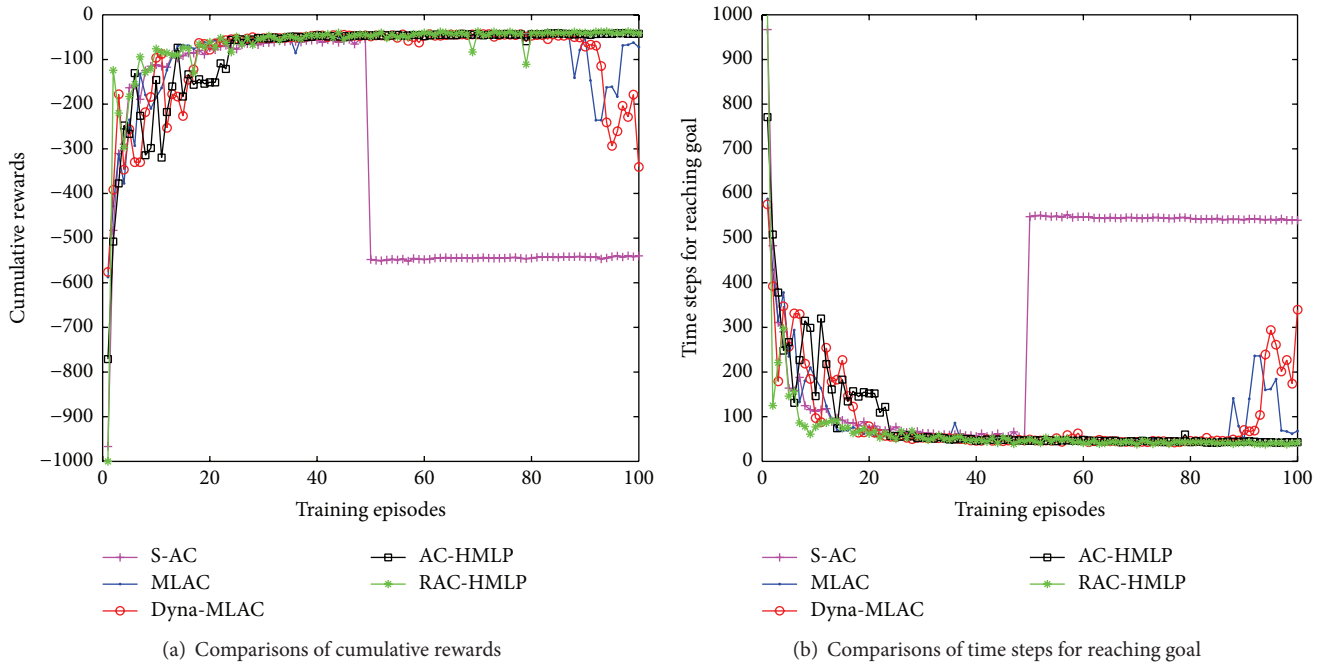 0
−100
−200
−300
−400
−500
−600
−700
−800
−900
−1000
Cumulative rewards
0 20 40 60 80 100
Training episodes
S-AC
MLAC
Dyna-MLAC
AC-HMLP
RAC-HMLP
(a) Comparisons of cumulative rewards
1000
900
800
700
600
500
400
300
200
100
0
Time steps for reaching goal
0 20 40 60 80 100
Training episodes
S-AC
MLAC
Dyna-MLAC
AC-HMLP
RAC-HMLP
(b) Comparisons of time steps for reaching goal